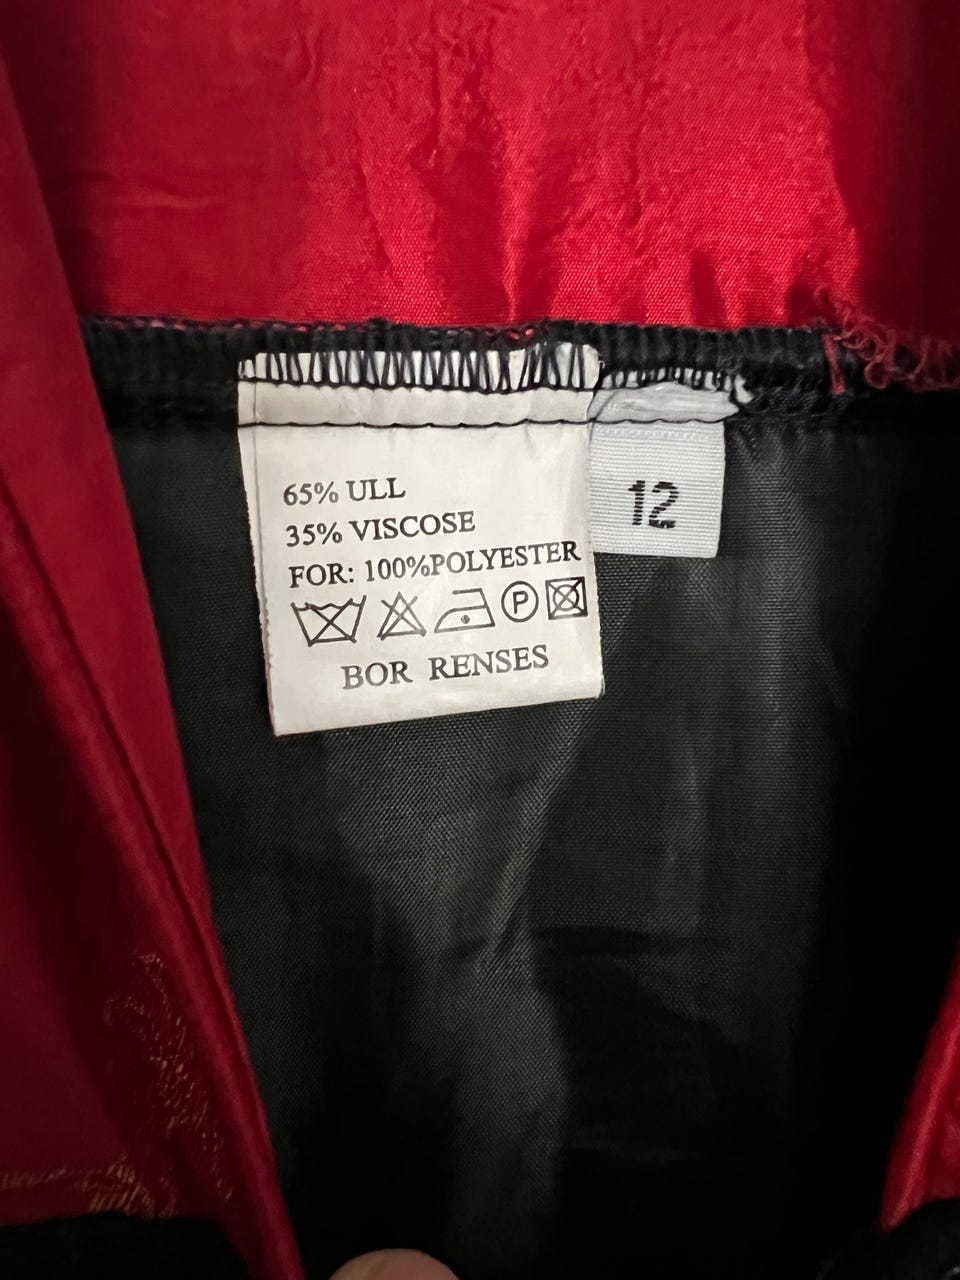 65% ULL
35% VISCOSE
FOR: 100%POLYESTER
P
BOR RENSES
12